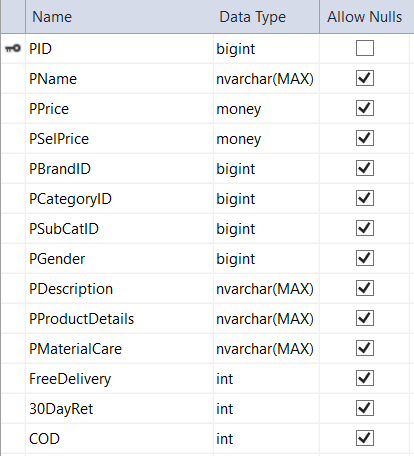 Name Data Type Allow Nulls
PID bigint
PName nvarchar(MAX)
PPrice money
PSelPrice money
PBrandID bigint
PCategoryID bigint
PSubCatID bigint
PGender bigint
PDescription nvarchar(MAX)
PProductDetails nvarchar(MAX)
PMaterialCare nvarchar(MAX)
FreeDelivery int
30DayRet int
COD int